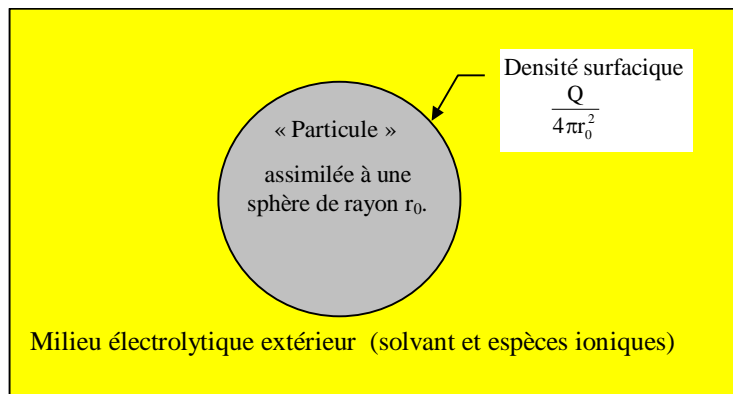 Densité surfacique
Q
4πr₀²
« Particule »
assimilée à une
sphère de rayon r₀.
Milieu électrolytique extérieur (solvant et espèces ioniques)